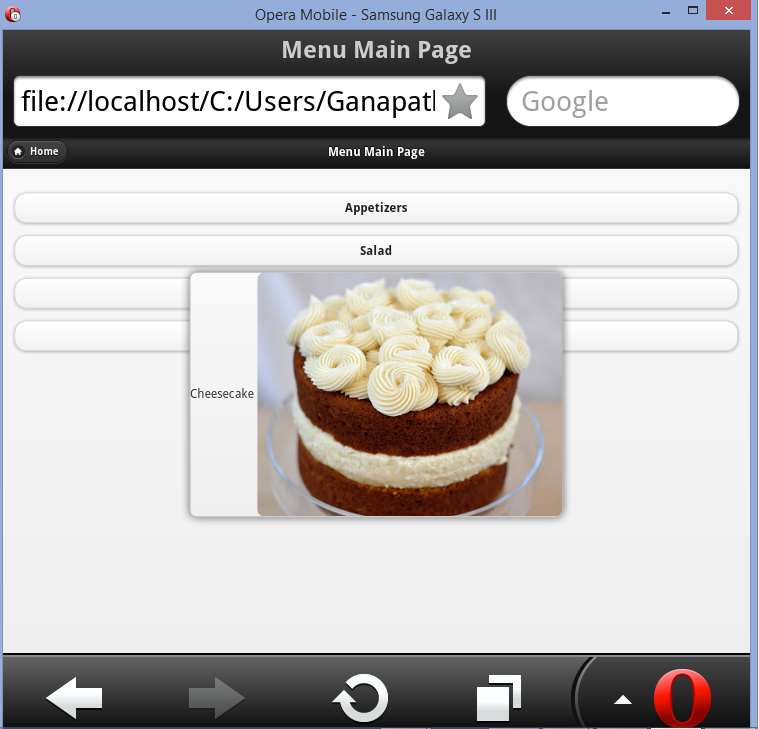 Opera Mobile - Samsung Galaxy S III
Menu Main Page
file://localhost/C:/Users/Ganapatl
Google
Home
Menu Main Page
Appetizers
Salad
Cheesecake